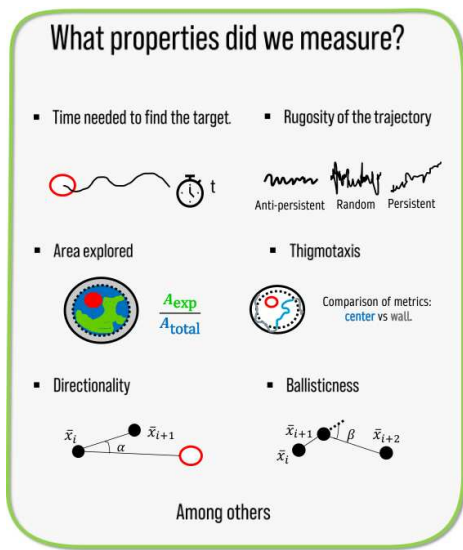 What properties did we measure?
▪ Time needed to find the target.
▪ Rugosity of the trajectory
t
Anti-persistent Random Persistent
▪ Area explored
▪ Thigmotaxis
A_exp
A_total
Comparison of metrics:
center vs wall.
▪ Directionality
▪ Ballisticness
x̄_i
x̄_{i+1}
α
x̄_i
x̄_{i+1}
β
x̄_{i+2}
Among others